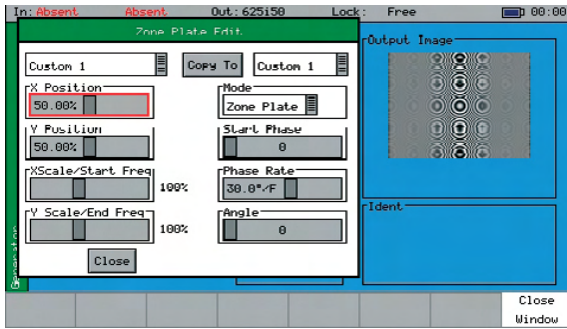 In: Absent Absent Out: 625i50 Lock: Free 00:00
Zone Plate Edit
Custom 1 Copy To Custom 1
X Position
50.00%
Mode
Zone Plate
Y Position
50.00%
Start Phase
0
XScale/Start Freq
100%
Phase Rate
30.0°/F
Y Scale/End Freq
100%
Angle
0
Close
Output Image
Ident
Generator
Close
Window